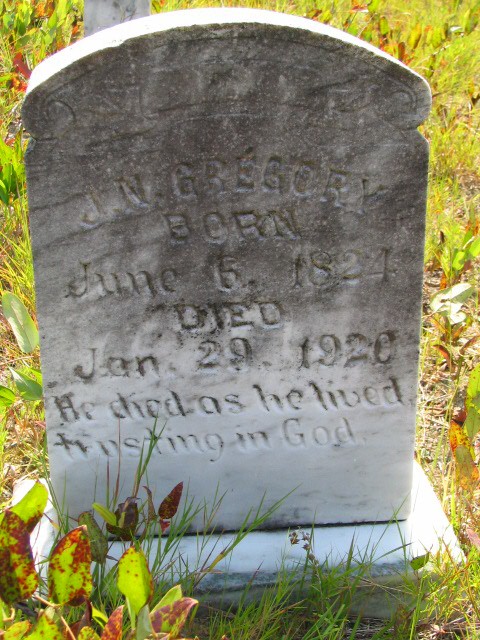 J.N. GREGORY
BORN
June 6, 1824
DIED
Jan. 29, 1920
He died as he lived,
trusting in God.